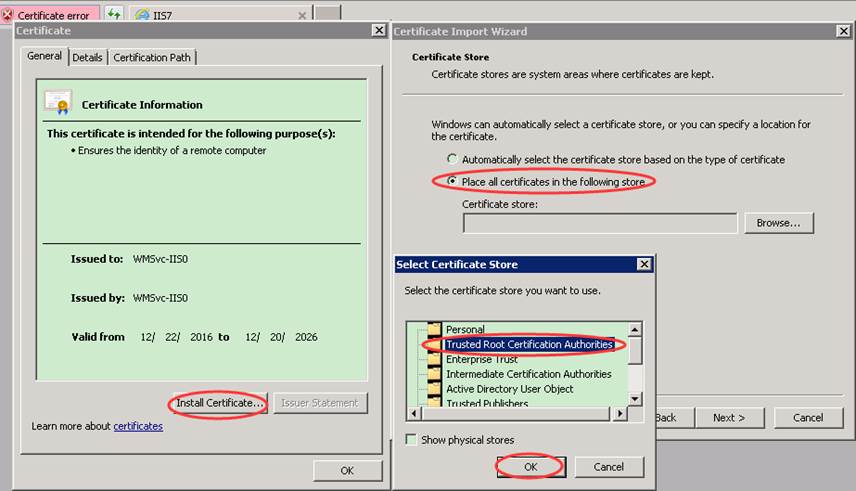 Certificate error
IIS7
Certificate
General
Details
Certification Path
Certificate Information
This certificate is intended for the following purpose(s):
• Ensures the identity of a remote computer
Issued to: WMSvc-IIS0
Issued by: WMSvc-IIS0
Valid from 12/ 22/ 2016 to 12/ 20/ 2026
Install Certificate...
Issuer Statement
Learn more about certificates
OK
Certificate Import Wizard
Certificate Store
Certificate stores are system areas where certificates are kept.
Windows can automatically select a certificate store, or you can specify a location for
the certificate.
Automatically select the certificate store based on the type of certificate
Place all certificates in the following store
Certificate store:
Browse...
Select Certificate Store
Select the certificate store you want to use.
Personal
Trusted Root Certification Authorities
Enterprise Trust
Intermediate Certification Authorities
Active Directory User Object
Trusted Publishers
Show physical stores
OK
Cancel
Back
Next >
Cancel